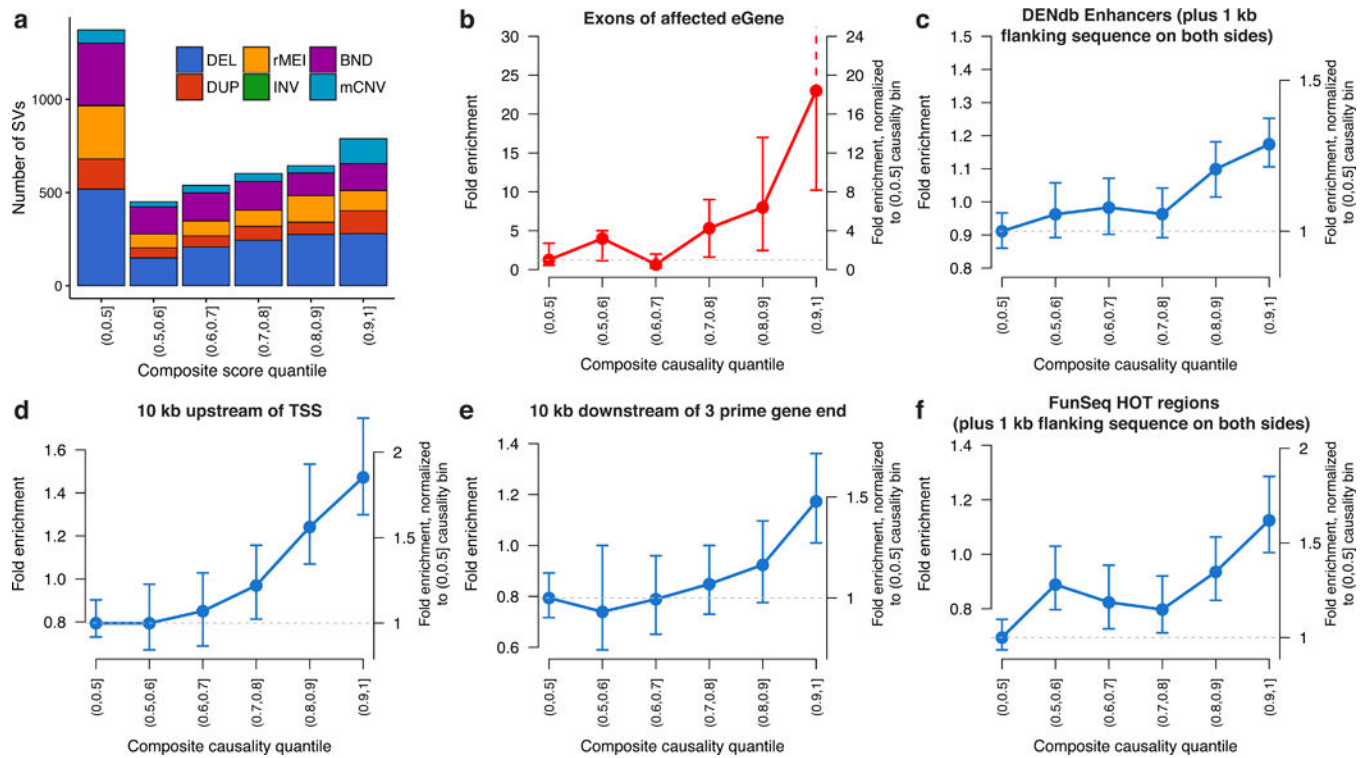 a
Number of SVs
1000
500
0
DEL
rMEI
BND
DUP
INV
mCNV
(0,0.5]
(0.5,0.6]
(0.6,0.7]
(0.7,0.8]
(0.8,0.9]
(0.9,1]
Composite score quantile
b
Exons of affected eGene
Fold enrichment
30
25
20
15
10
5
0
24
20
16
12
8
4
0
Fold enrichment, normalized
to (0,0.5] causality bin
(0,0.5]
(0.5,0.6]
(0.6,0.7]
(0.7,0.8]
(0.8,0.9]
(0.9,1]
Composite causality quantile
c
DENdb Enhancers (plus 1 kb
flanking sequence on both sides)
Fold enrichment
1.5
1.4
1.3
1.2
1.1
1.0
0.9
0.8
1.5
1
Fold enrichment, normalized
to (0,0.5] causality bin
(0,0.5]
(0.5,0.6]
(0.6,0.7]
(0.7,0.8]
(0.8,0.9]
(0.9,1]
Composite causality quantile
d
10 kb upstream of TSS
Fold enrichment
1.6
1.4
1.2
1.0
0.8
2
1.5
1
Fold enrichment, normalized
to (0,0.5] causality bin
(0,0.5]
(0.5,0.6]
(0.6,0.7]
(0.7,0.8]
(0.8,0.9]
(0.9,1]
Composite causality quantile
e
10 kb downstream of 3 prime gene end
Fold enrichment
1.4
1.2
1.0
0.8
0.6
1.5
1
Fold enrichment, normalized
to (0,0.5] causality bin
(0,0.5]
(0.5,0.6]
(0.6,0.7]
(0.7,0.8]
(0.8,0.9]
(0.9,1]
Composite causality quantile
f
FunSeq HOT regions
(plus 1 kb flanking sequence on both sides)
Fold enrichment
1.4
1.2
1.0
0.8
2
1.5
1
Fold enrichment, normalized
to (0,0.5] causality bin
(0,0.5]
(0.5,0.6]
(0.6,0.7]
(0.7,0.8]
(0.8,0.9]
(0.9,1]
Composite causality quantile